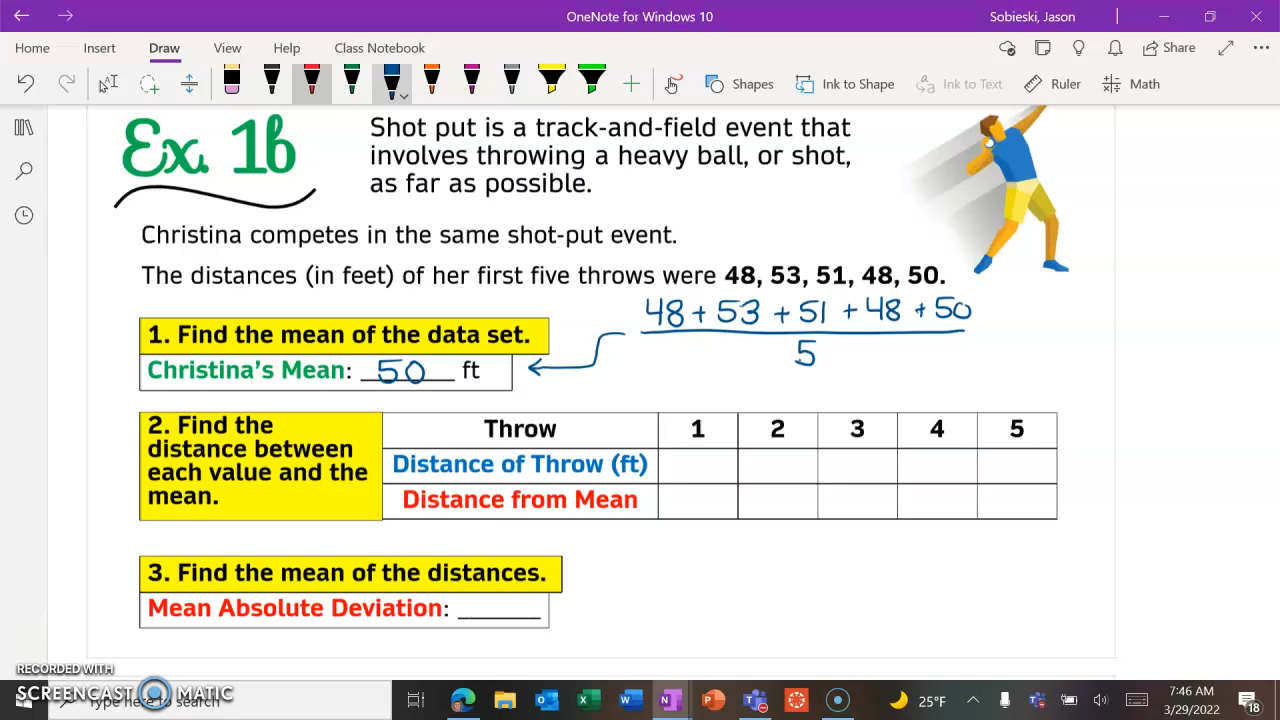 OneNote for Windows 10
Sobieski, Jason
Home Insert Draw View Help Class Notebook Share
Shapes Ink to Shape Ink to Text Ruler Math
Ex. 1b
Shot put is a track-and-field event that
involves throwing a heavy ball, or shot,
as far as possible.
Christina competes in the same shot-put event.
The distances (in feet) of her first five throws were 48, 53, 51, 48, 50.
48 + 53 + 51 + 48 + 50
5
1. Find the mean of the data set.
Christina's Mean: 50 ft
2. Find the
distance between
each value and the
mean.
Throw 1 2 3 4 5
Distance of Throw (ft)
Distance from Mean
3. Find the mean of the distances.
Mean Absolute Deviation: ______
RECORDED WITH
SCREENCAST MATIC
Type here to search
25°F
7:46 AM
3/29/2022
18